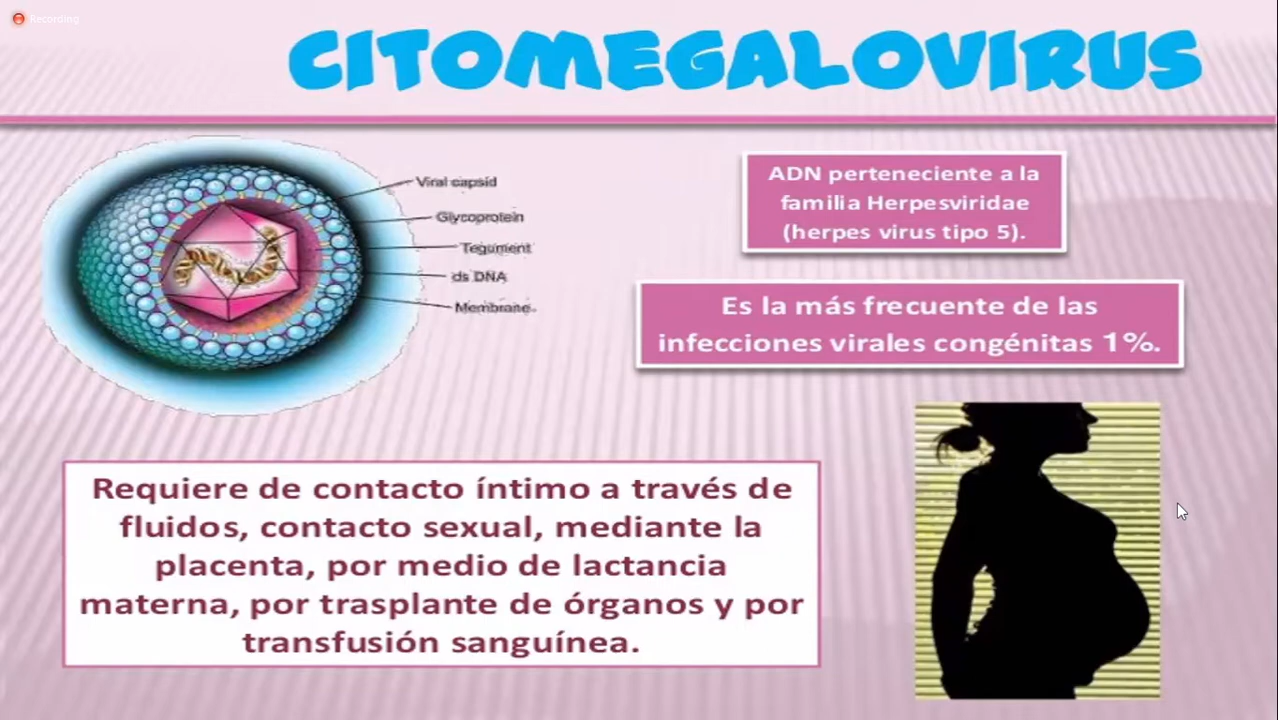 Recording
CITOMEGALOVIRUS
Viral capsid
Glycoprotein
Tegument
ds DNA
Membrane
ADN perteneciente a la
familia Herpesviridae
(herpes virus tipo 5).
Es la más frecuente de las
infecciones virales congénitas 1%.
Requiere de contacto íntimo a través de
fluidos, contacto sexual, mediante la
placenta, por medio de lactancia
materna, por trasplante de órganos y por
transfusión sanguínea.